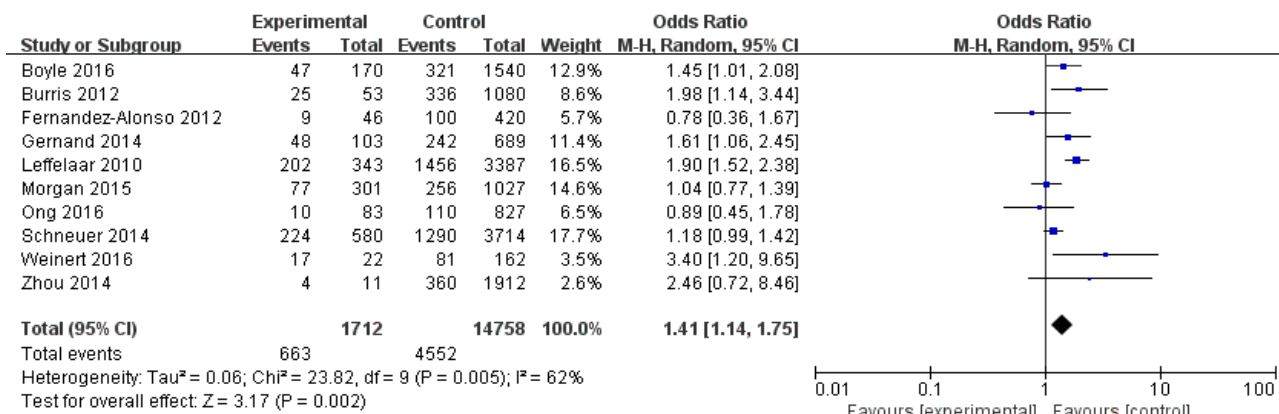 Experimental Control Odds Ratio Odds Ratio
Study or Subgroup Events Total Events Total Weight M-H, Random, 95% CI M-H, Random, 95% CI
Boyle 2016 47 170 321 1540 12.9% 1.45 [1.01, 2.08]
Burris 2012 25 53 336 1080 8.6% 1.98 [1.14, 3.44]
Fernandez-Alonso 2012 9 46 100 420 5.7% 0.78 [0.36, 1.67]
Gernand 2014 48 103 242 689 11.4% 1.61 [1.06, 2.45]
Leffelaar 2010 202 343 1456 3387 16.5% 1.90 [1.52, 2.38]
Morgan 2015 77 301 256 1027 14.6% 1.04 [0.77, 1.39]
Ong 2016 10 83 110 827 6.5% 0.89 [0.45, 1.78]
Schneuer 2014 224 580 1290 3714 17.7% 1.18 [0.99, 1.42]
Weinert 2016 17 22 81 162 3.5% 3.40 [1.20, 9.65]
Zhou 2014 4 11 360 1912 2.6% 2.46 [0.72, 8.46]
Total (95% CI) 1712 14758 100.0% 1.41 [1.14, 1.75]
Total events 663 4552
Heterogeneity: Tau² = 0.06; Chi² = 23.82, df = 9 (P = 0.005); I² = 62%
Test for overall effect: Z = 3.17 (P = 0.002)
0.01 0.1 1 10 100
Favours [experimental] Favours [control]